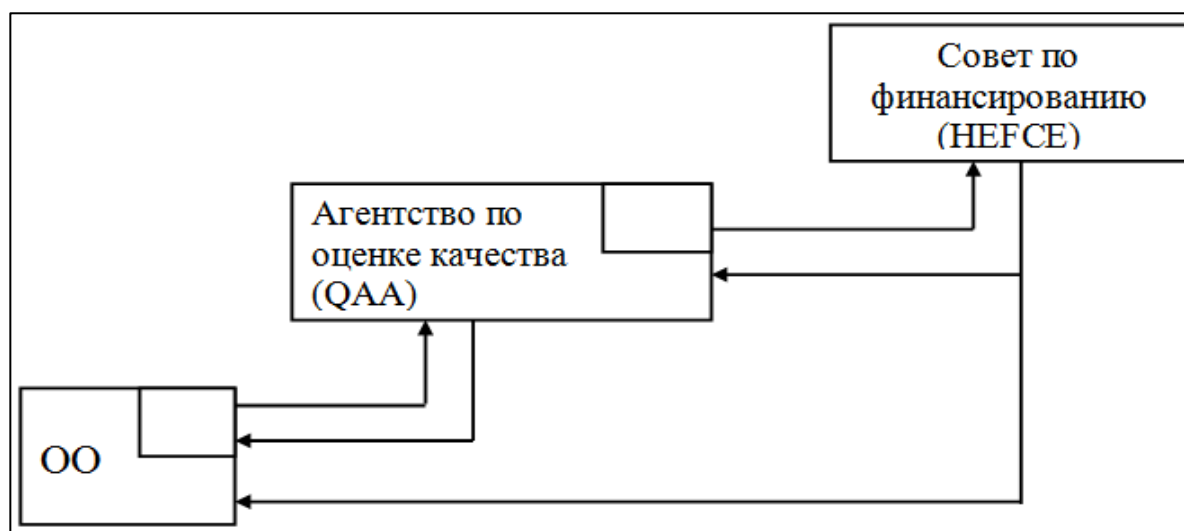 Совет по
финансированию
(HEFCE)
Агентство по
оценке качества
(QAA)
ОО